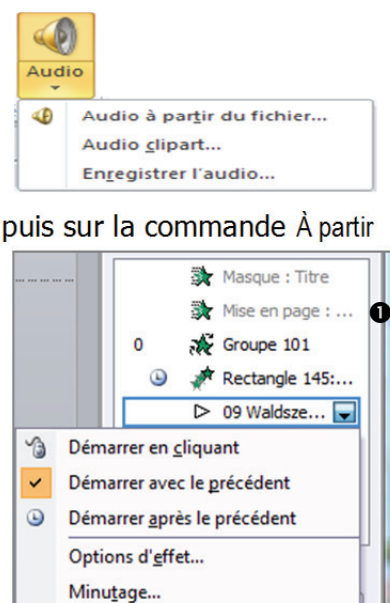 Audio
Audio à partir du fichier...
Audio clipart...
Enregistrer l'audio...
puis sur la commande À partir
Masque : Titre
Mise en page : ...
❶
0 Groupe 101
Rectangle 145:...
09 Waldsze...
Démarrer en cliquant
Démarrer avec le précédent
Démarrer après le précédent
Options d'effet...
Minutage...